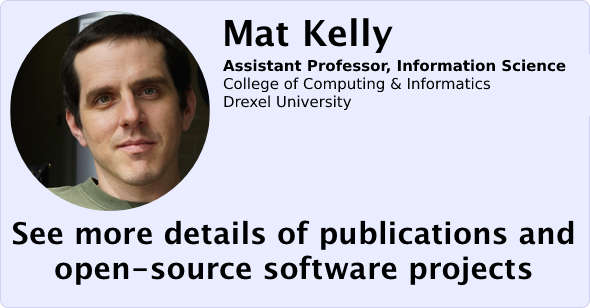 Mat Kelly
Assistant Professor, Information Science
College of Computing & Informatics
Drexel University
See more details of publications and
open-source software projects